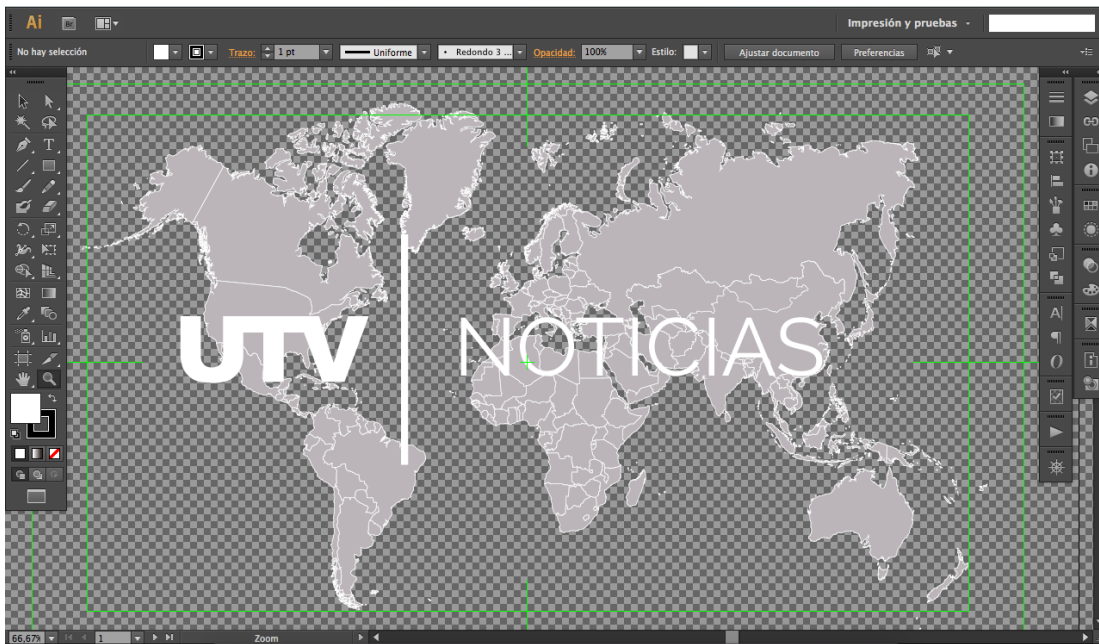 Ai Br Impresión y pruebas
No hay selección Trazo: 1 pt Uniforme Redondo 3 ... Opacidad: 100% Estilo: Ajustar documento Preferencias
UTV NOTICIAS
66,67% 1 Zoom